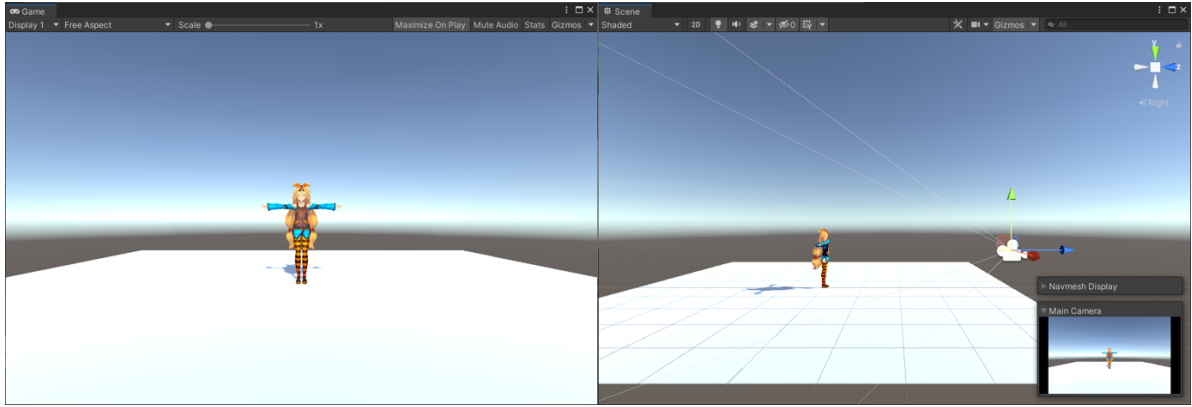 Game
Display 1 Free Aspect Scale 1x Maximize On Play Mute Audio Stats Gizmos
Scene
Shaded 2D 0 Gizmos All
y
z
Right
Navmesh Display
Main Camera